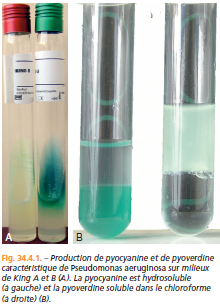 KING A
A
B
Fig. 34.4.1. – Production de pyocyanine et de pyoverdine
caractéristique de Pseudomonas aeruginosa sur milieux
de King A et B (A). La pyocyanine est hydrosoluble
(à gauche) et la pyoverdine soluble dans le chloroforme
(à droite) (B).